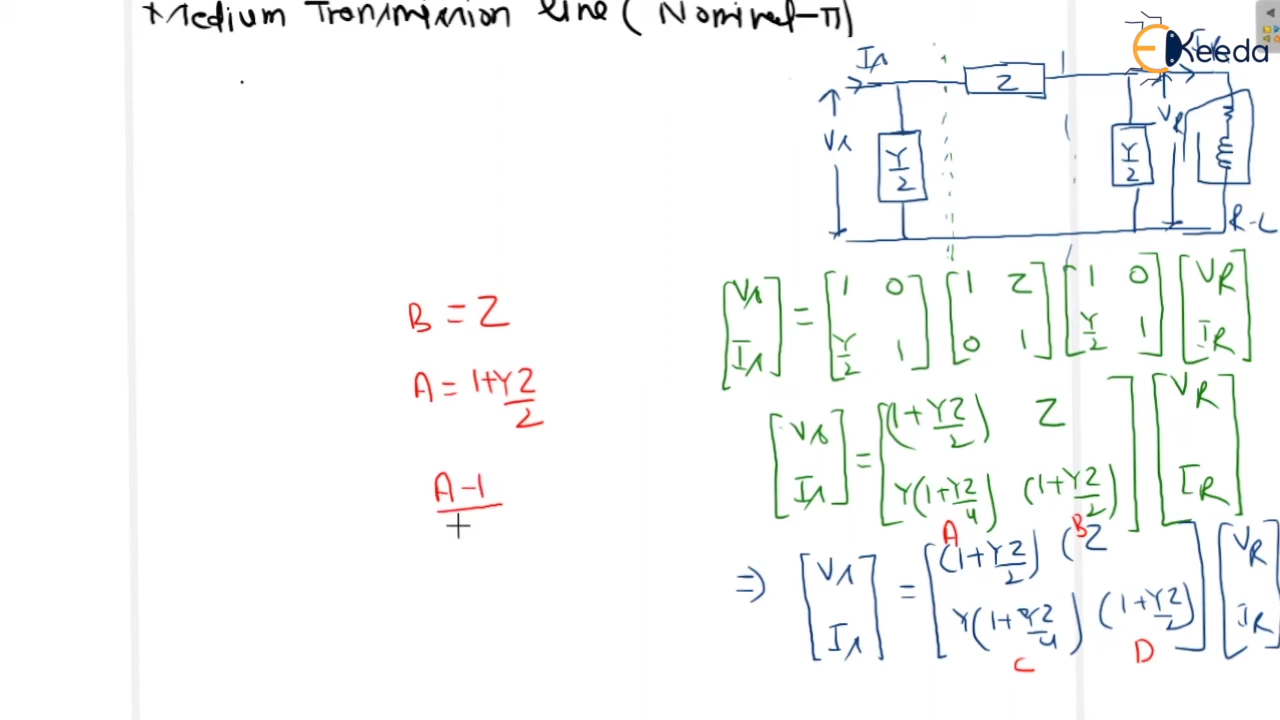 *Medium Transmission line (Nominal-π)
EKeeda
Is Z
Vs Y/2 Y/2 VR
R-L
[Vs Is] = [1 0 Y/2 1] [1 Z 0 1] [1 0 Y/2 1] [VR IR]
B = Z
A = 1+YZ/2
[Vs Is] = [(1+YZ/2) Z Y(1+YZ/4) (1+YZ/2)] [VR IR]
A-1
A B
⇒ [Vs Is] = [(1+YZ/2) (Z Y(1+YZ/4) (1+YZ/2)] [VR IR]
C D